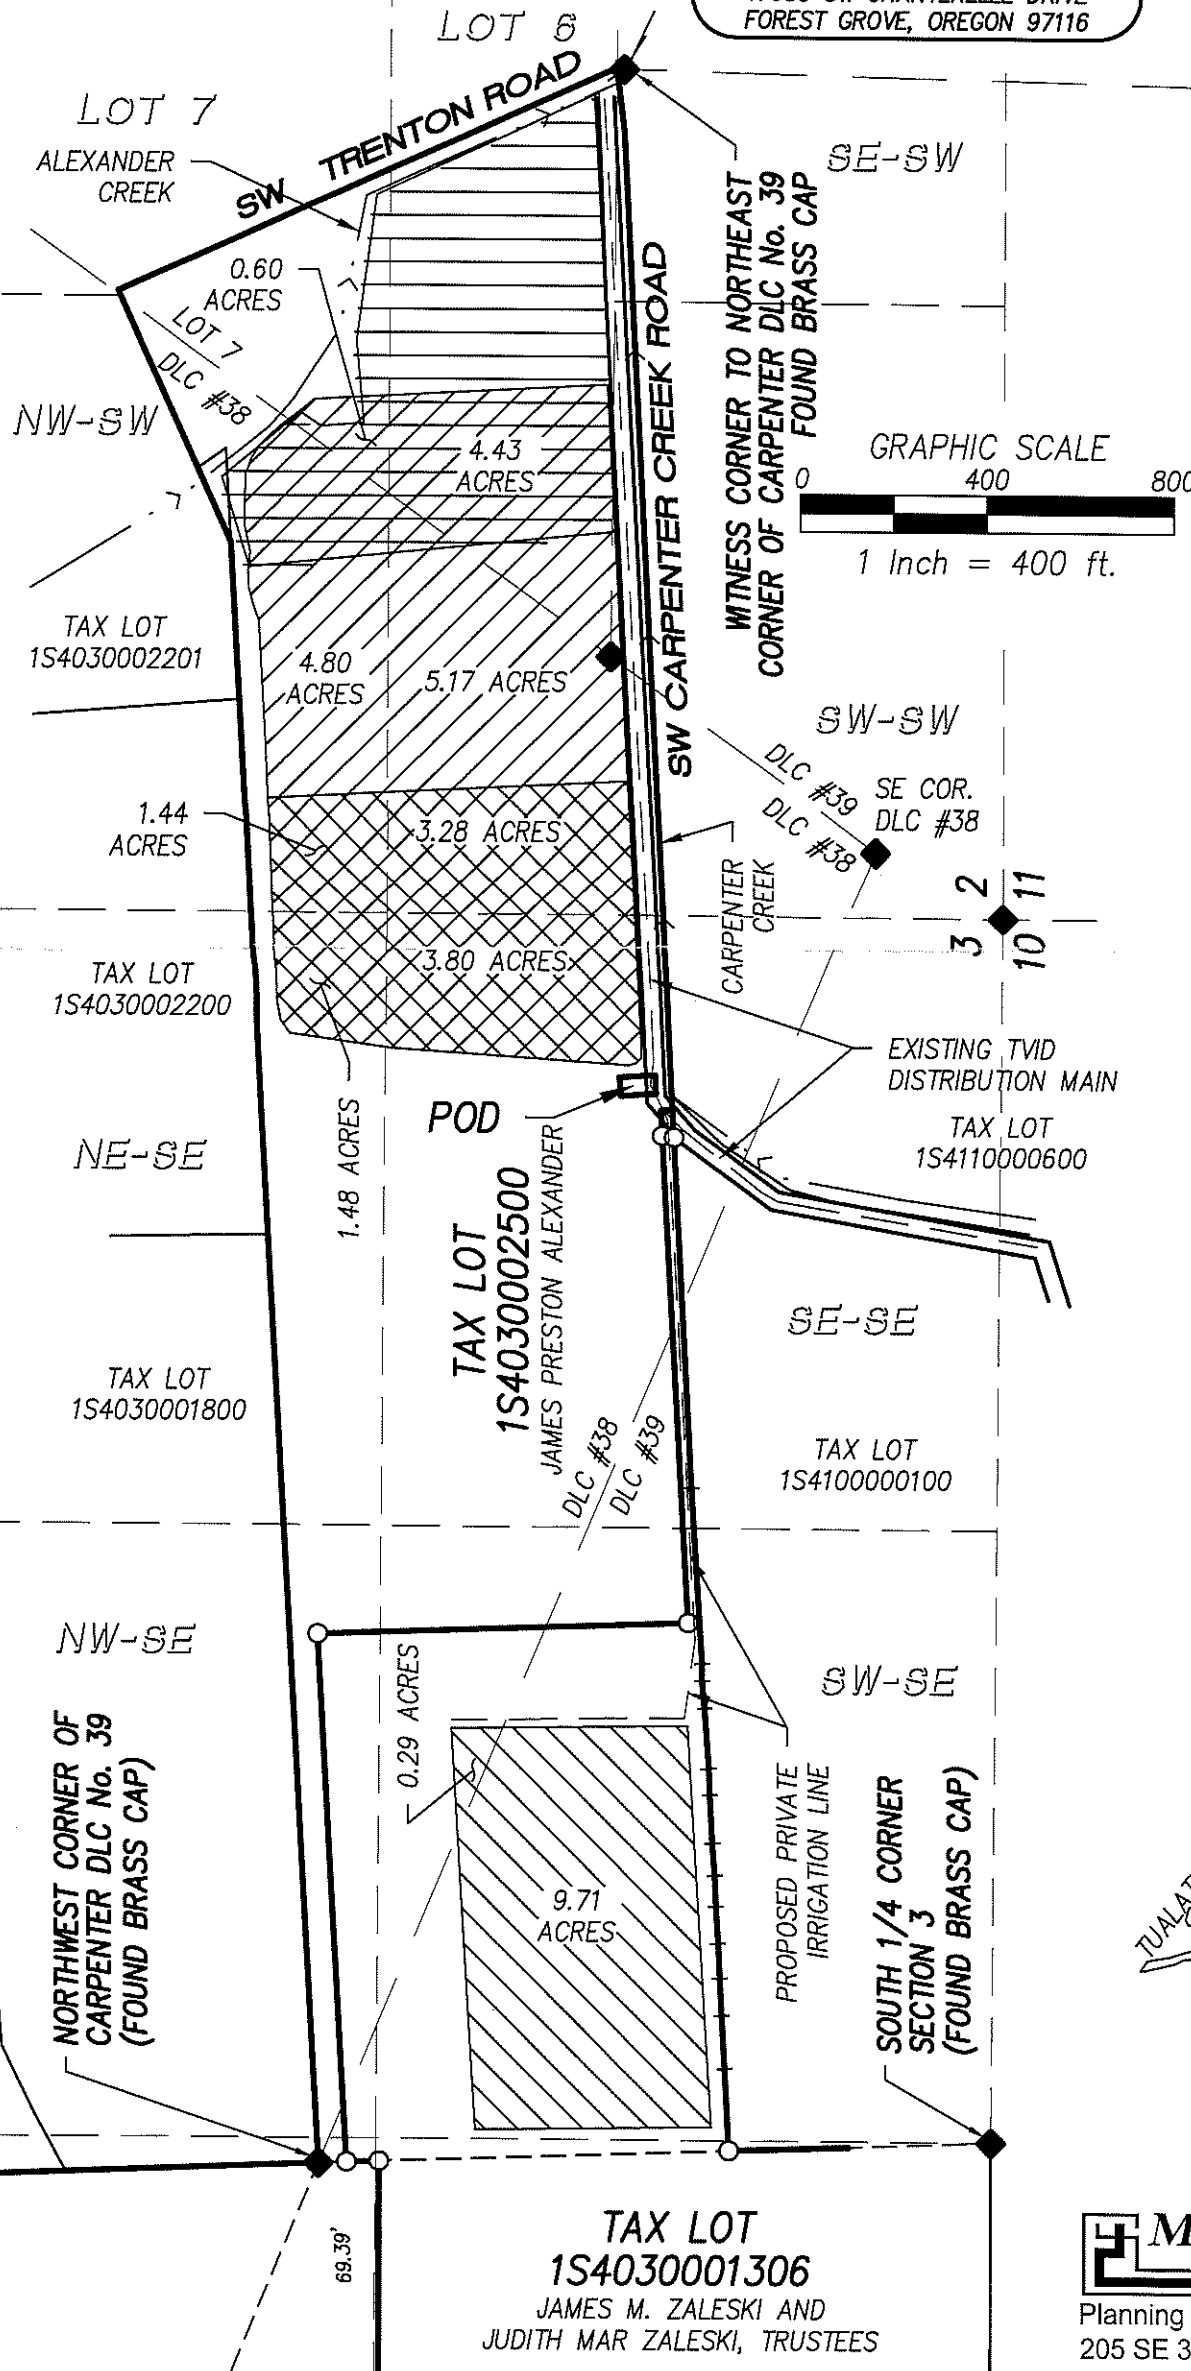 FOREST GROVE, OREGON 97116
LOT 6
LOT 7
SW TRENTON ROAD
ALEXANDER
CREEK
SE-SW
WITNESS CORNER TO NORTHEAST
CORNER OF CARPENTER DLC No. 39
FOUND BRASS CAP
0.60
ACRES
LOT 7
DLC #38
NW-SW
SW CARPENTER CREEK ROAD
4.43
ACRES
GRAPHIC SCALE
0 400 800
1 Inch = 400 ft.
TAX LOT
1S4030002201
4.80
ACRES
5.17 ACRES
SW-SW
DLC #39
DLC #38
SE COR.
DLC #38
1.44
ACRES
3.28 ACRES
CARPENTER
CREEK
2
11
3
10
3.80 ACRES
TAX LOT
1S4030002200
EXISTING TVID
DISTRIBUTION MAIN
1.48 ACRES
POD
TAX LOT
1S4110000600
NE-SE
TAX LOT
1S4030002500
JAMES PRESTON ALEXANDER
SE-SE
TAX LOT
1S4030001800
DLC #38
DLC #39
TAX LOT
1S4100000100
NW-SE
0.29 ACRES
SW-SE
NORTHWEST CORNER OF
CARPENTER DLC No. 39
(FOUND BRASS CAP)
PROPOSED PRIVATE
IRRIGATION LINE
SOUTH 1/4 CORNER
SECTION 3
(FOUND BRASS CAP)
9.71
ACRES
69.39'
TAX LOT
1S4030001306
JAMES M. ZALESKI AND
JUDITH MAR ZALESKI, TRUSTEES
M
Planning
205 SE 3